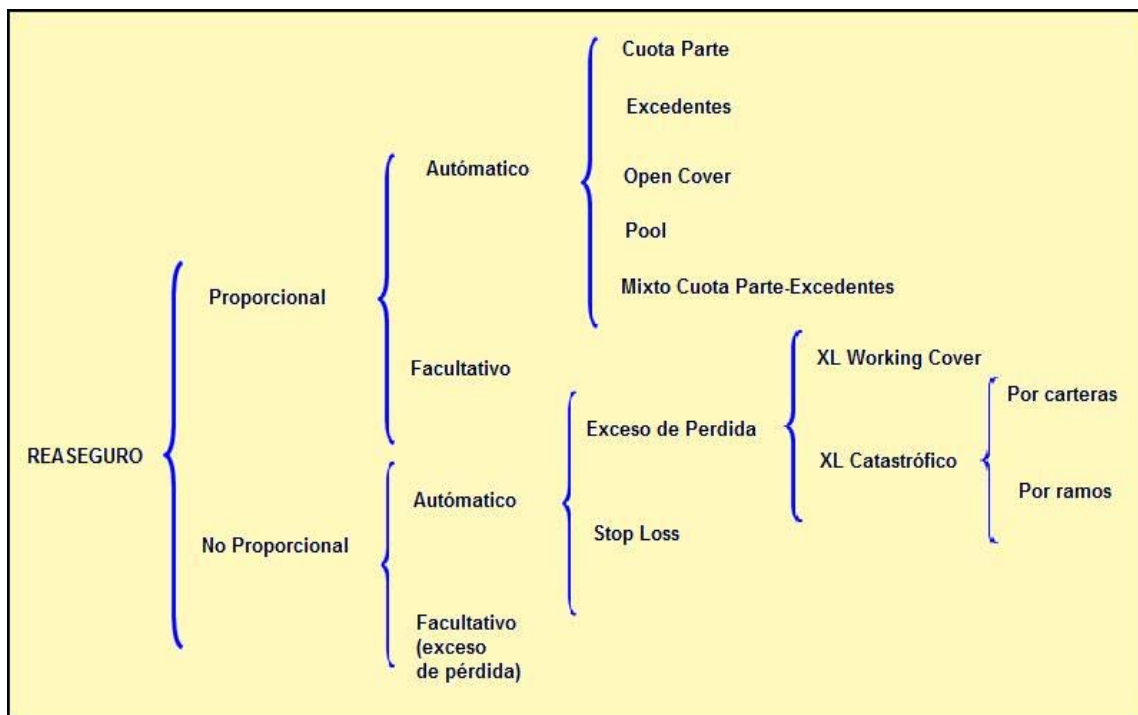 REASEGURO
Proporcional
Autómatico
Cuota Parte
Excedentes
Open Cover
Pool
Mixto Cuota Parte-Excedentes
Facultativo
No Proporcional
Autómatico
Exceso de Perdida
XL Working Cover
XL Catastrófico
Por carteras
Por ramos
Stop Loss
Facultativo
(exceso
de pérdida)